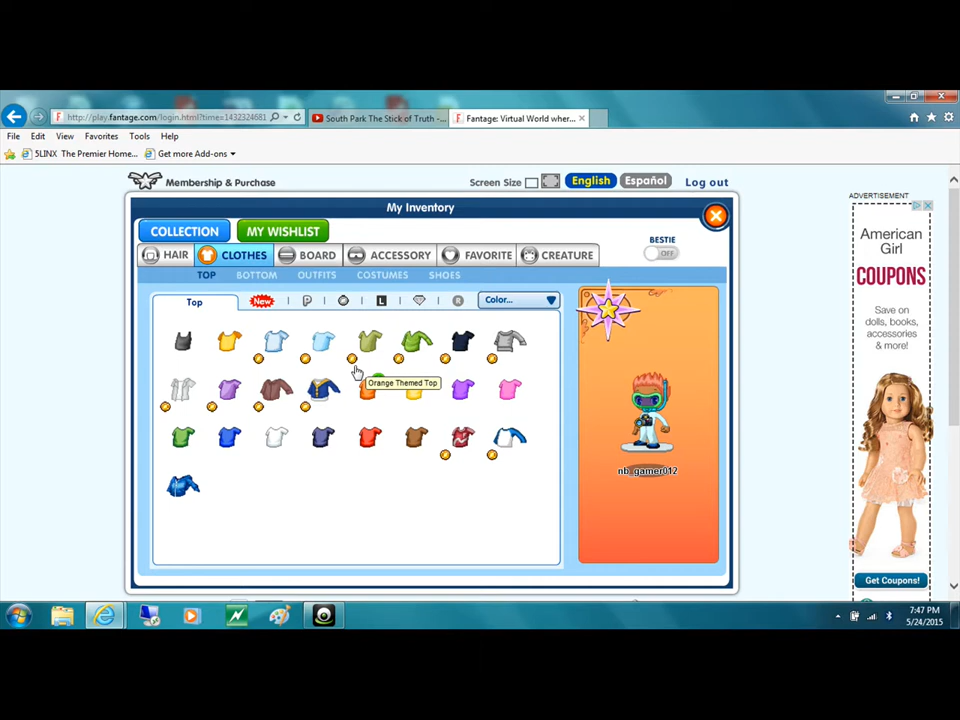 http://play.fantage.com/login.html?time=1432324681
South Park The Stick of Truth -...
Fantage: Virtual World wher...
File Edit View Favorites Tools Help
5LINX The Premier Home...
Get more Add-ons
Membership & Purchase
Screen Size
English
Español
Log out
My Inventory
COLLECTION
MY WISHLIST
HAIR
CLOTHES
BOARD
ACCESSORY
FAVORITE
CREATURE
BESTIE
OFF
TOP
BOTTOM
OUTFITS
COSTUMES
SHOES
Top
New
P
L
R
Color...
Orange Themed Top
nb_gamer012
ADVERTISEMENT
American
Girl
COUPONS
Save on
dolls, books,
accessories
& more
Get Coupons!
7:47 PM
5/24/2015